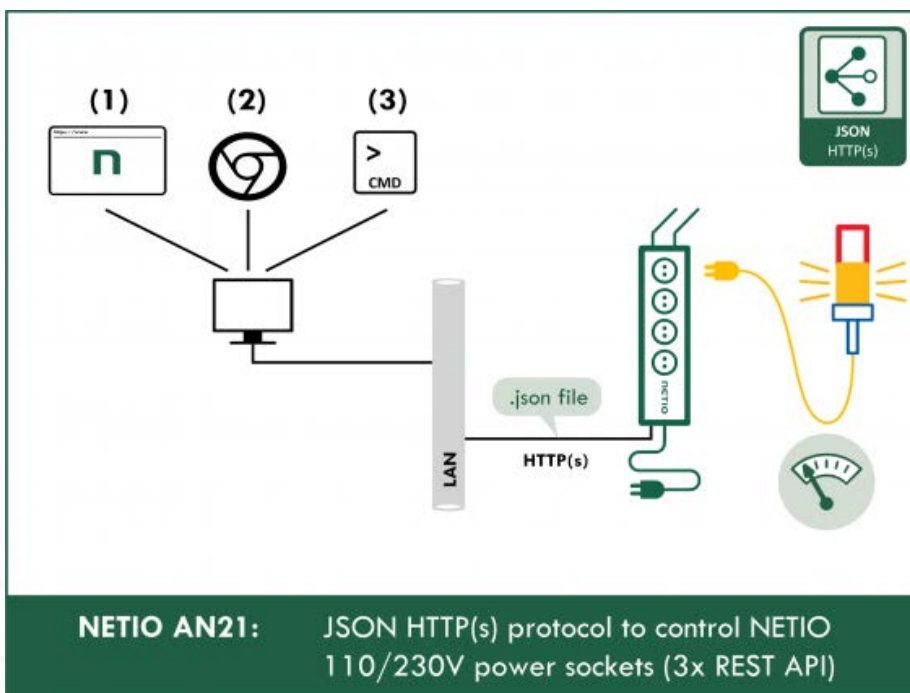 (1) (2) (3)
n
>
CMD
JSON
HTTP(s)
.json file
HTTP(s)
LAN
NETIO
NETIO AN21: JSON HTTP(s) protocol to control NETIO
110/230V power sockets (3x REST API)